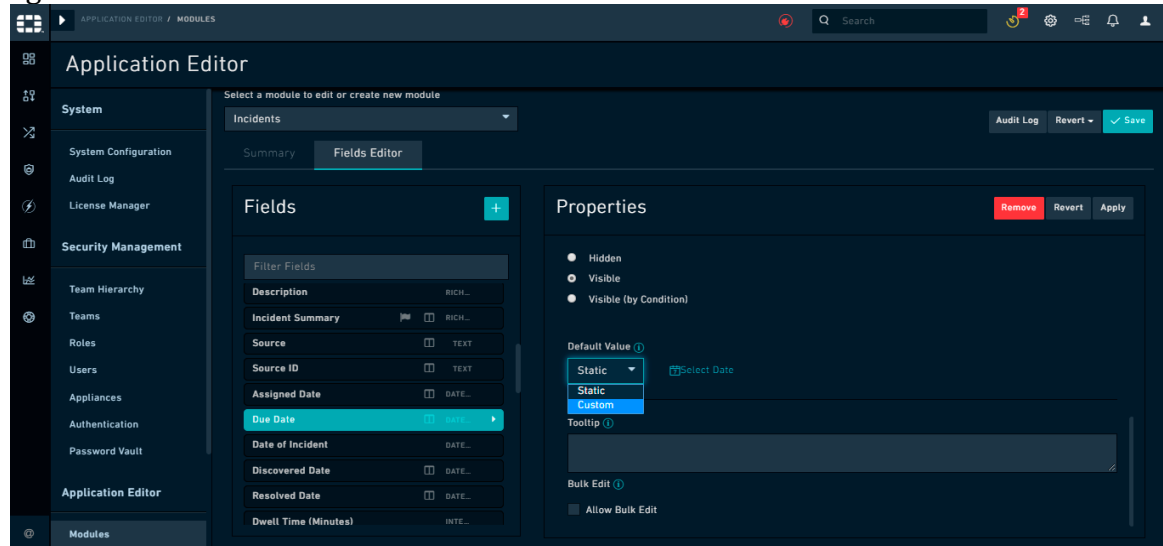 APPLICATION EDITOR / MODULES
Search
2
Application Editor
System
System Configuration
Audit Log
License Manager
Security Management
Team Hierarchy
Teams
Roles
Users
Appliances
Authentication
Password Vault
Application Editor
Modules
@
Select a module to edit or create new module
Incidents
Audit Log Revert Save
Summary Fields Editor
Fields +
Filter Fields
Description RICH...
Incident Summary RICH...
Source TEXT
Source ID TEXT
Assigned Date DATE...
Due Date DATE...
Date of Incident DATE...
Discovered Date DATE...
Resolved Date DATE...
Dwell Time (Minutes) INTE...
Properties
Remove Revert Apply
Hidden
Visible
Visible (by Condition)
Default Value
Static Select Date
Static
Custom
Tooltip
Bulk Edit
Allow Bulk Edit